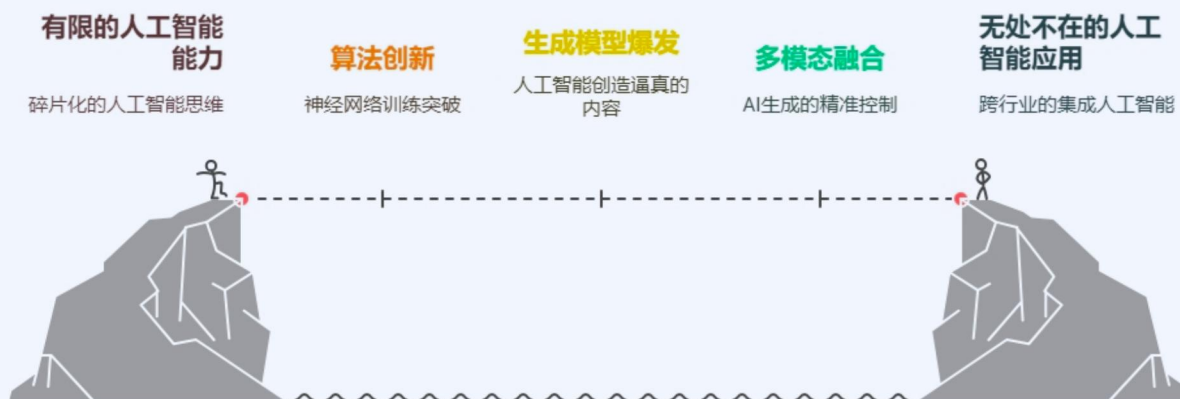 有限的人工智能
能力
碎片化的人工智能思维
算法创新
神经网络训练突破
生成模型爆发
人工智能创造逼真的
内容
多模态融合
AI生成的精准控制
无处不在的人工
智能应用
跨行业的集成人工智能